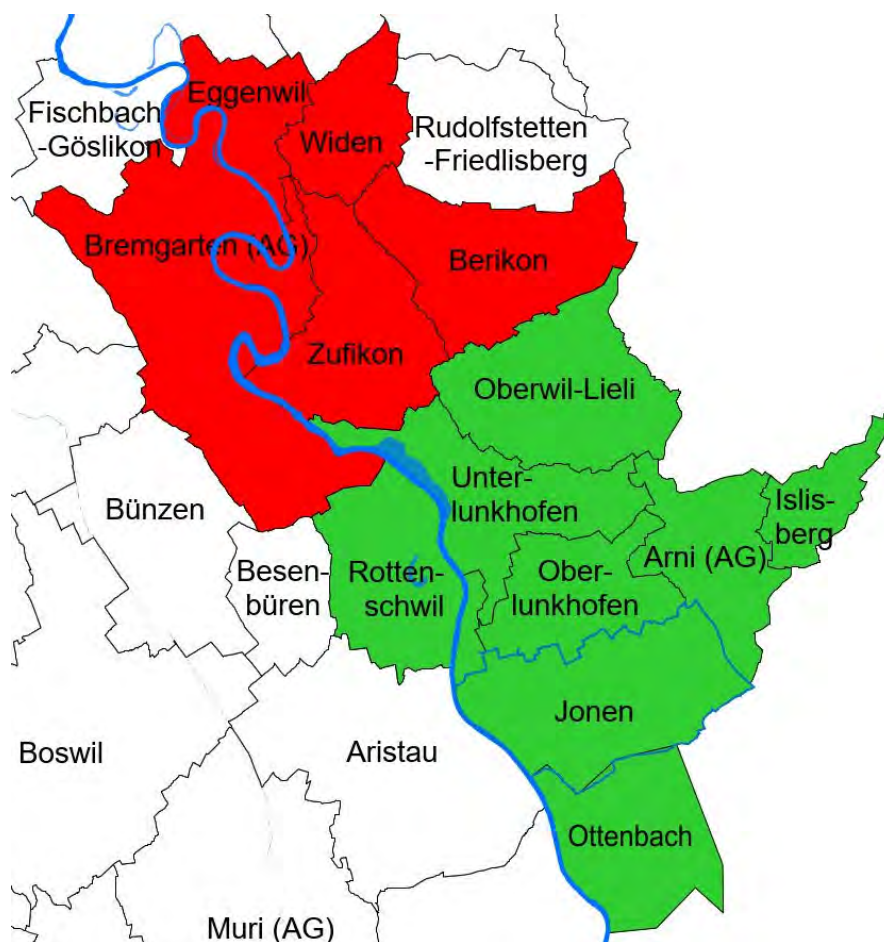 Eggenwil
Fischbach
-Göslikon
Widen
Rudolfstetten
-Friedlisberg
Bremgarten (AG)
Berikon
Zufikon
Oberwil-Lieli
Unter-
lunkhofen
Bünzen
Islis-
berg
Besen-
büren
Rotten-
schwil
Ober-
lunkhofen
Arni (AG)
Jonen
Boswil
Aristau
Ottenbach
Muri (AG)